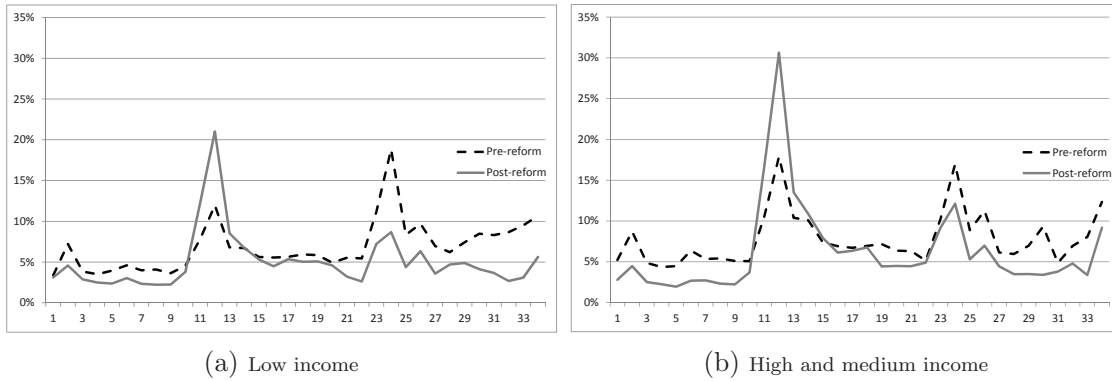 35%
30%
25%
20%
15%
10%
5%
0%
Pre-reform
Post-reform
1 3 5 7 9 11 13 15 17 19 21 23 25 27 29 31 33
(a) Low income
35%
30%
25%
20%
15%
10%
5%
0%
Pre-reform
Post-reform
1 3 5 7 9 11 13 15 17 19 21 23 25 27 29 31 33
(b) High and medium income